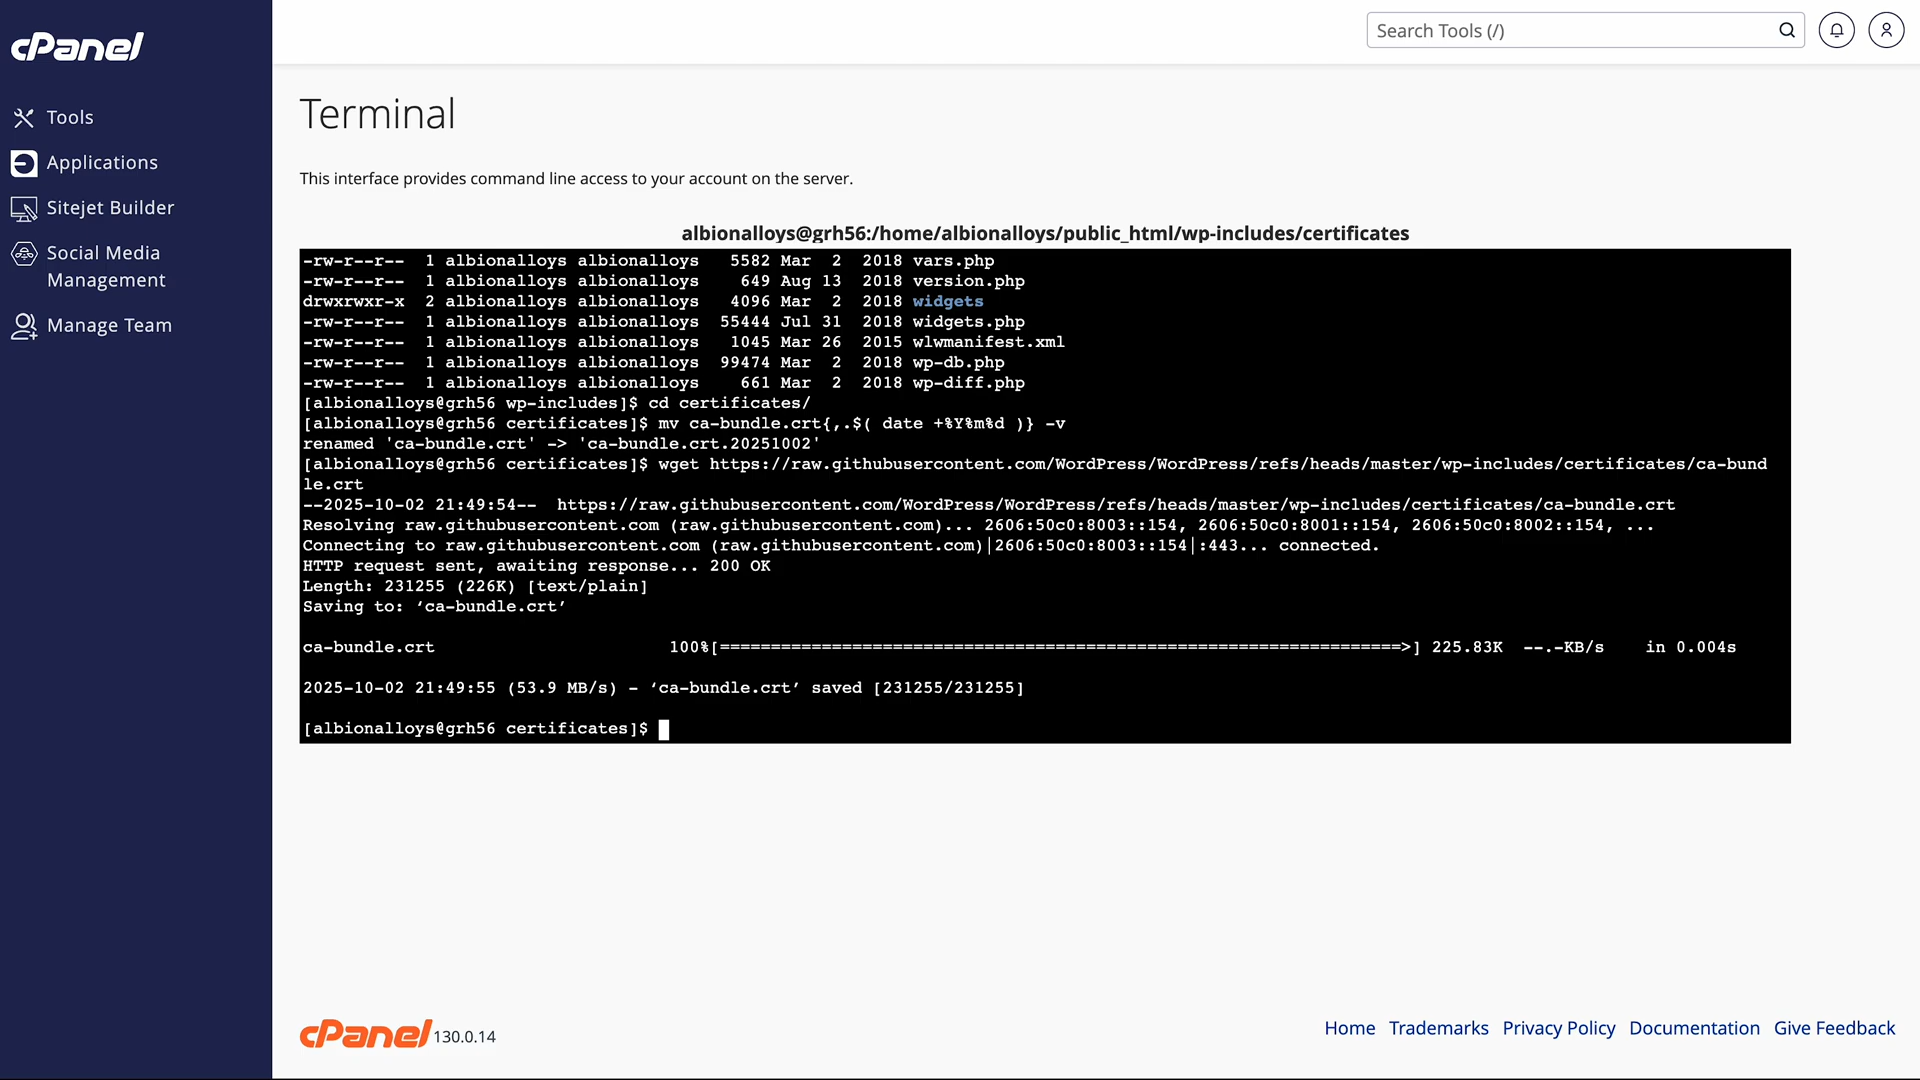 cPanel
Search Tools (/)
Tools
Applications
Sitejet Builder
Social Media
Management
Manage Team
Terminal
This interface provides command line access to your account on the server.
albionalloys@grh56:/home/albionalloys/public_html/wp-includes/certificates
-rw-r--r--  1 albionalloys albionalloys   5582 Mar  2  2018 vars.php
-rw-r--r--  1 albionalloys albionalloys    649 Aug 13  2018 version.php
drwxrwxr-x  2 albionalloys albionalloys   4096 Mar  2  2018 widgets
-rw-r--r--  1 albionalloys albionalloys  55444 Jul 31  2018 widgets.php
-rw-r--r--  1 albionalloys albionalloys   1045 Mar 26  2015 wlwmanifest.xml
-rw-r--r--  1 albionalloys albionalloys  99474 Mar  2  2018 wp-db.php
-rw-r--r--  1 albionalloys albionalloys    661 Mar  2  2018 wp-diff.php
[albionalloys@grh56 wp-includes]$ cd certificates/
[albionalloys@grh56 certificates]$ mv ca-bundle.crt{,.$( date +%Y%m%d )} -v
renamed 'ca-bundle.crt' -> 'ca-bundle.crt.20251002'
[albionalloys@grh56 certificates]$ wget https://raw.githubusercontent.com/WordPress/WordPress/refs/heads/master/wp-includes/certificates/ca-bund
le.crt
--2025-10-02 21:49:54--  https://raw.githubusercontent.com/WordPress/WordPress/refs/heads/master/wp-includes/certificates/ca-bundle.crt
Resolving raw.githubusercontent.com (raw.githubusercontent.com)... 2606:50c0:8003::154, 2606:50c0:8001::154, 2606:50c0:8002::154, ...
Connecting to raw.githubusercontent.com (raw.githubusercontent.com)|2606:50c0:8003::154|:443... connected.
HTTP request sent, awaiting response... 200 OK
Length: 231255 (226K) [text/plain]
Saving to: ‘ca-bundle.crt’
ca-bundle.crt                       100%[===================================================================>] 225.83K  --.-KB/s    in 0.004s
2025-10-02 21:49:55 (53.9 MB/s) - ‘ca-bundle.crt’ saved [231255/231255]
[albionalloys@grh56 certificates]$
cPanel 130.0.14
Home Trademarks Privacy Policy Documentation Give Feedback